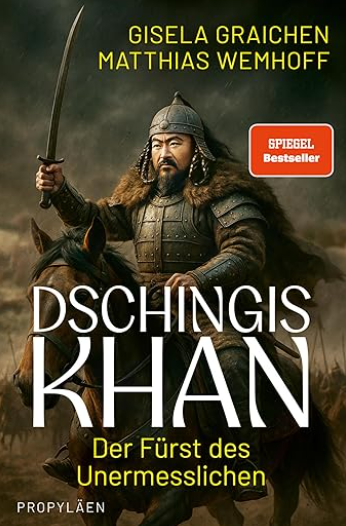 GISELA GRAICHEN
MATTHIAS WEMHOFF
SPIEGEL
Bestseller
DSCHINGIS
KHAN
Der Fürst des
Unermesslichen
PROPYLÄEN